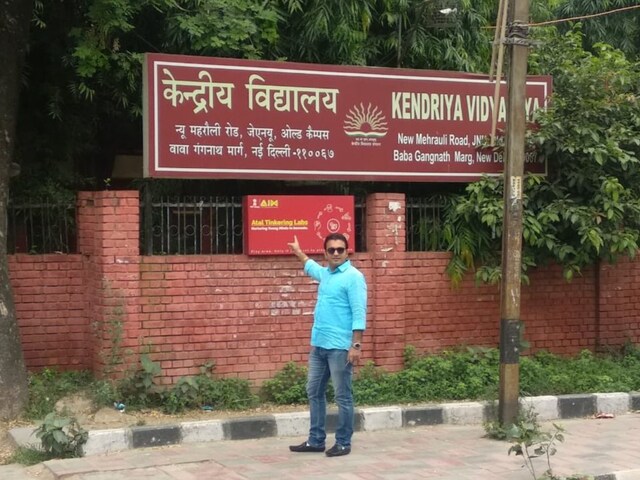 केन्द्रीय विद्यालय
न्यू महरौली रोड, जेएनयू, ओल्ड कैम्पस
वावा गंगनाथ मार्ग, नई दिल्ली - ११००६७
KENDRIYA VIDYA
New Mehrauli Road, JNU
Baba Gangnath Marg, New
AIM
Atal Tinkering Labs